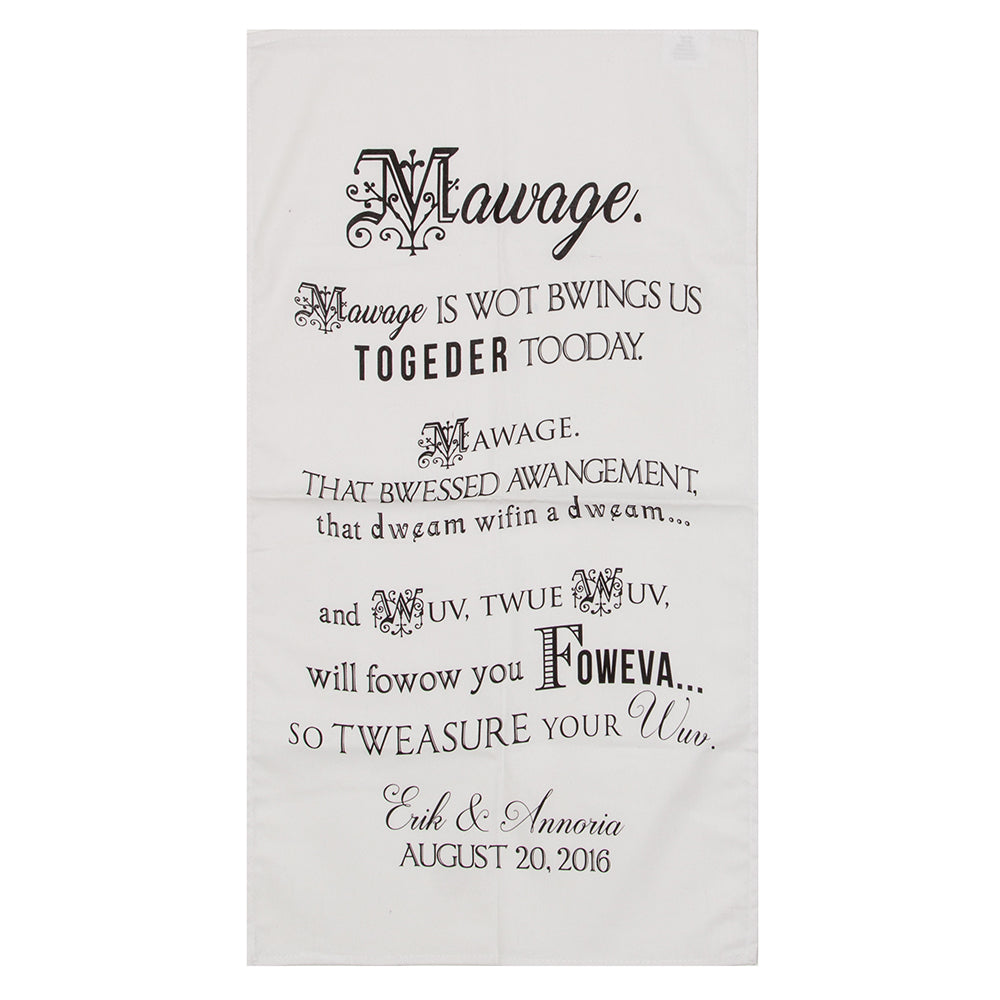 Mawage.
Mawage IS WOT BWINGS US
TOGEDER TOODAY.
MAWAGE.
THAT BWESSED AWANGEMENT,
that dweam wifin a dweam...
and WUV, TWUE WUV,
will fowow you FOWEVA...
SO TWEASURE YOUR Wuv.
Erik & Annoria
AUGUST 20, 2016